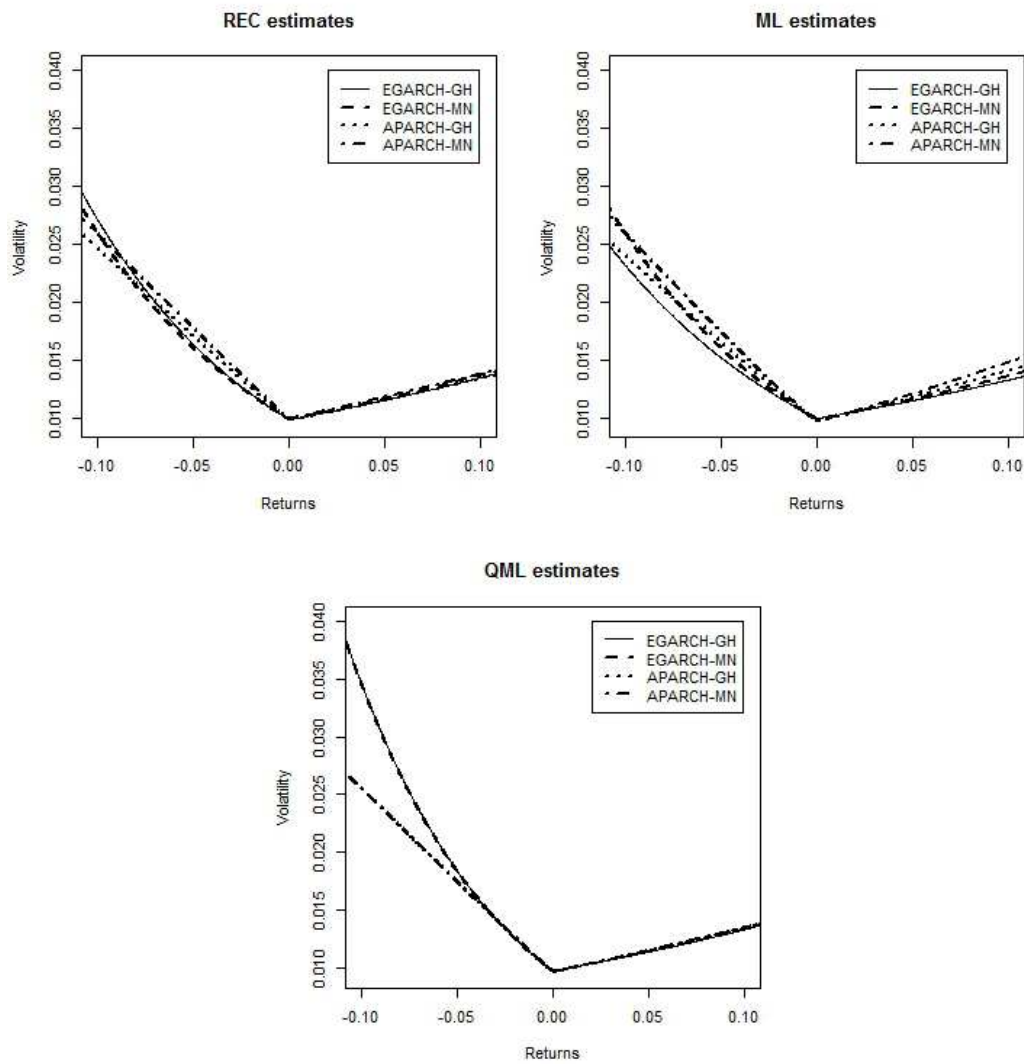 REC estimates
Volatility
0.010 0.015 0.020 0.025 0.030 0.035 0.040
EGARCH-GH
EGARCH-MN
APARCH-GH
APARCH-MN
-0.10 -0.05 0.00 0.05 0.10
Returns
ML estimates
Volatility
0.010 0.015 0.020 0.025 0.030 0.035 0.040
EGARCH-GH
EGARCH-MN
APARCH-GH
APARCH-MN
-0.10 -0.05 0.00 0.05 0.10
Returns
QML estimates
Volatility
0.010 0.015 0.020 0.025 0.030 0.035 0.040
EGARCH-GH
EGARCH-MN
APARCH-GH
APARCH-MN
-0.10 -0.05 0.00 0.05 0.10
Returns